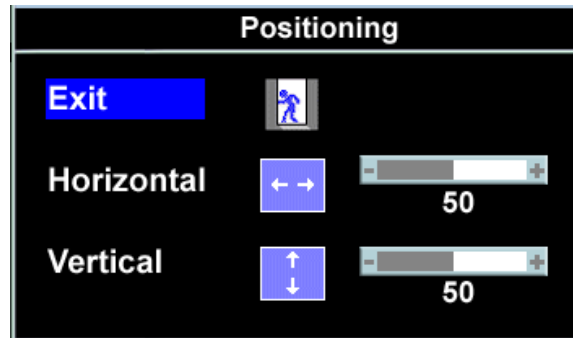 Positioning
Exit
Horizontal
- +
50
Vertical
- +
50